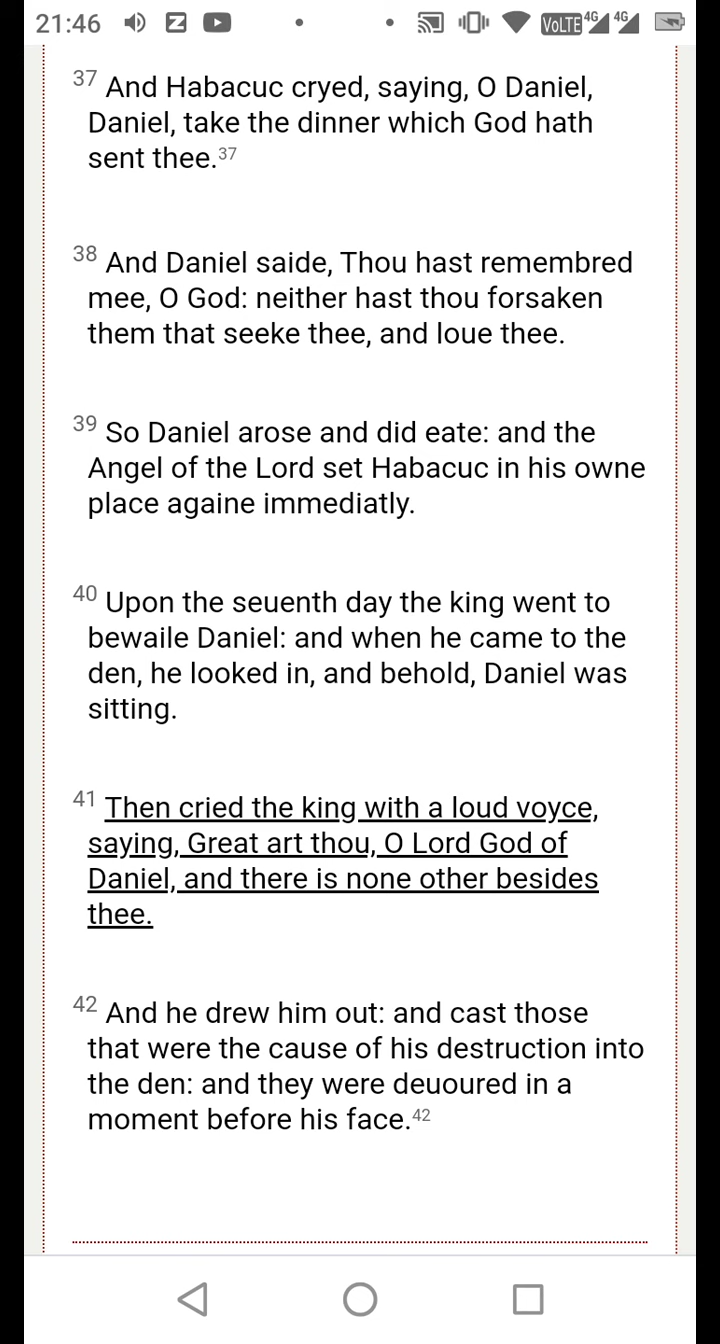 21:46 VoLTE 4G 4G
37 And Habacuc cryed, saying, O Daniel,
Daniel, take the dinner which God hath
sent thee.37
38 And Daniel saide, Thou hast remembred
mee, O God: neither hast thou forsaken
them that seeke thee, and loue thee.
39 So Daniel arose and did eate: and the
Angel of the Lord set Habacuc in his owne
place againe immediatly.
40 Upon the seuenth day the king went to
bewaile Daniel: and when he came to the
den, he looked in, and behold, Daniel was
sitting.
41 Then cried the king with a loud voyce,
saying, Great art thou, O Lord God of
Daniel, and there is none other besides
thee.
42 And he drew him out: and cast those
that were the cause of his destruction into
the den: and they were deuoured in a
moment before his face.42